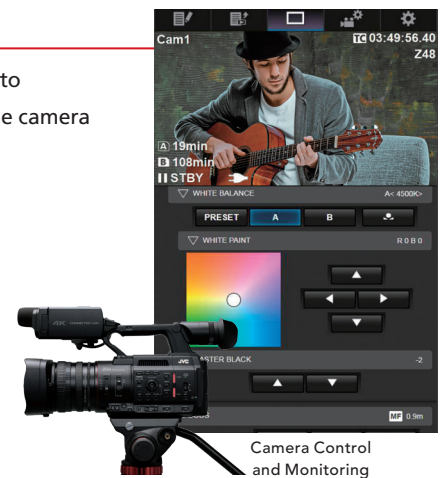 to
e camera
Cam1
TC 03:49:56.40
Z48
A 19min
B 108min
STBY
WHITE BALANCE
A< 4500K>
PRESET
A
B
WHITE PAINT
R 0 B 0
ASTER BLACK
-2
MF 0.9m
4K
JVC
Camera Control
and Monitoring